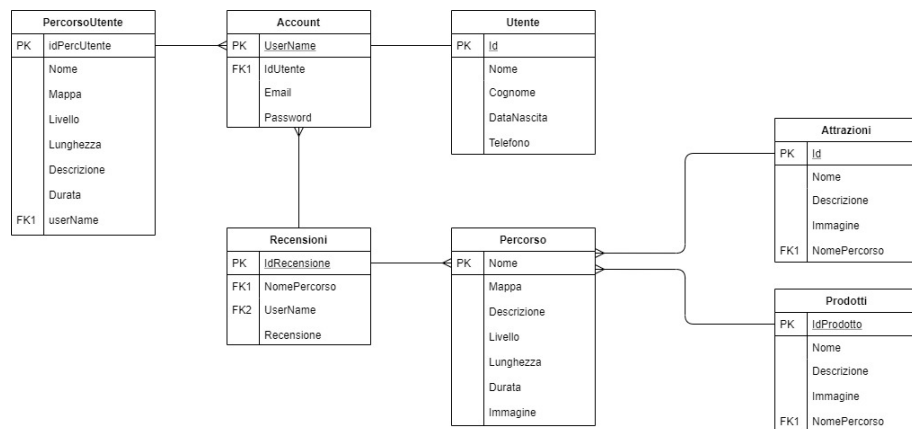 PercorsoUtente
PK idPercUtente
Nome
Mappa
Livello
Lunghezza
Descrizione
Durata
FK1 userName
Account
PK UserName
FK1 IdUtente
Email
Password
Utente
PK Id
Nome
Cognome
DataNascita
Telefono
Recensioni
PK IdRecensione
FK1 NomePercorso
FK2 UserName
Recensione
Percorso
PK Nome
Mappa
Descrizione
Livello
Lunghezza
Durata
Immagine
Attrazioni
PK Id
Nome
Descrizione
Immagine
FK1 NomePercorso
Prodotti
PK IdProdotto
Nome
Descrizione
Immagine
FK1 NomePercorso